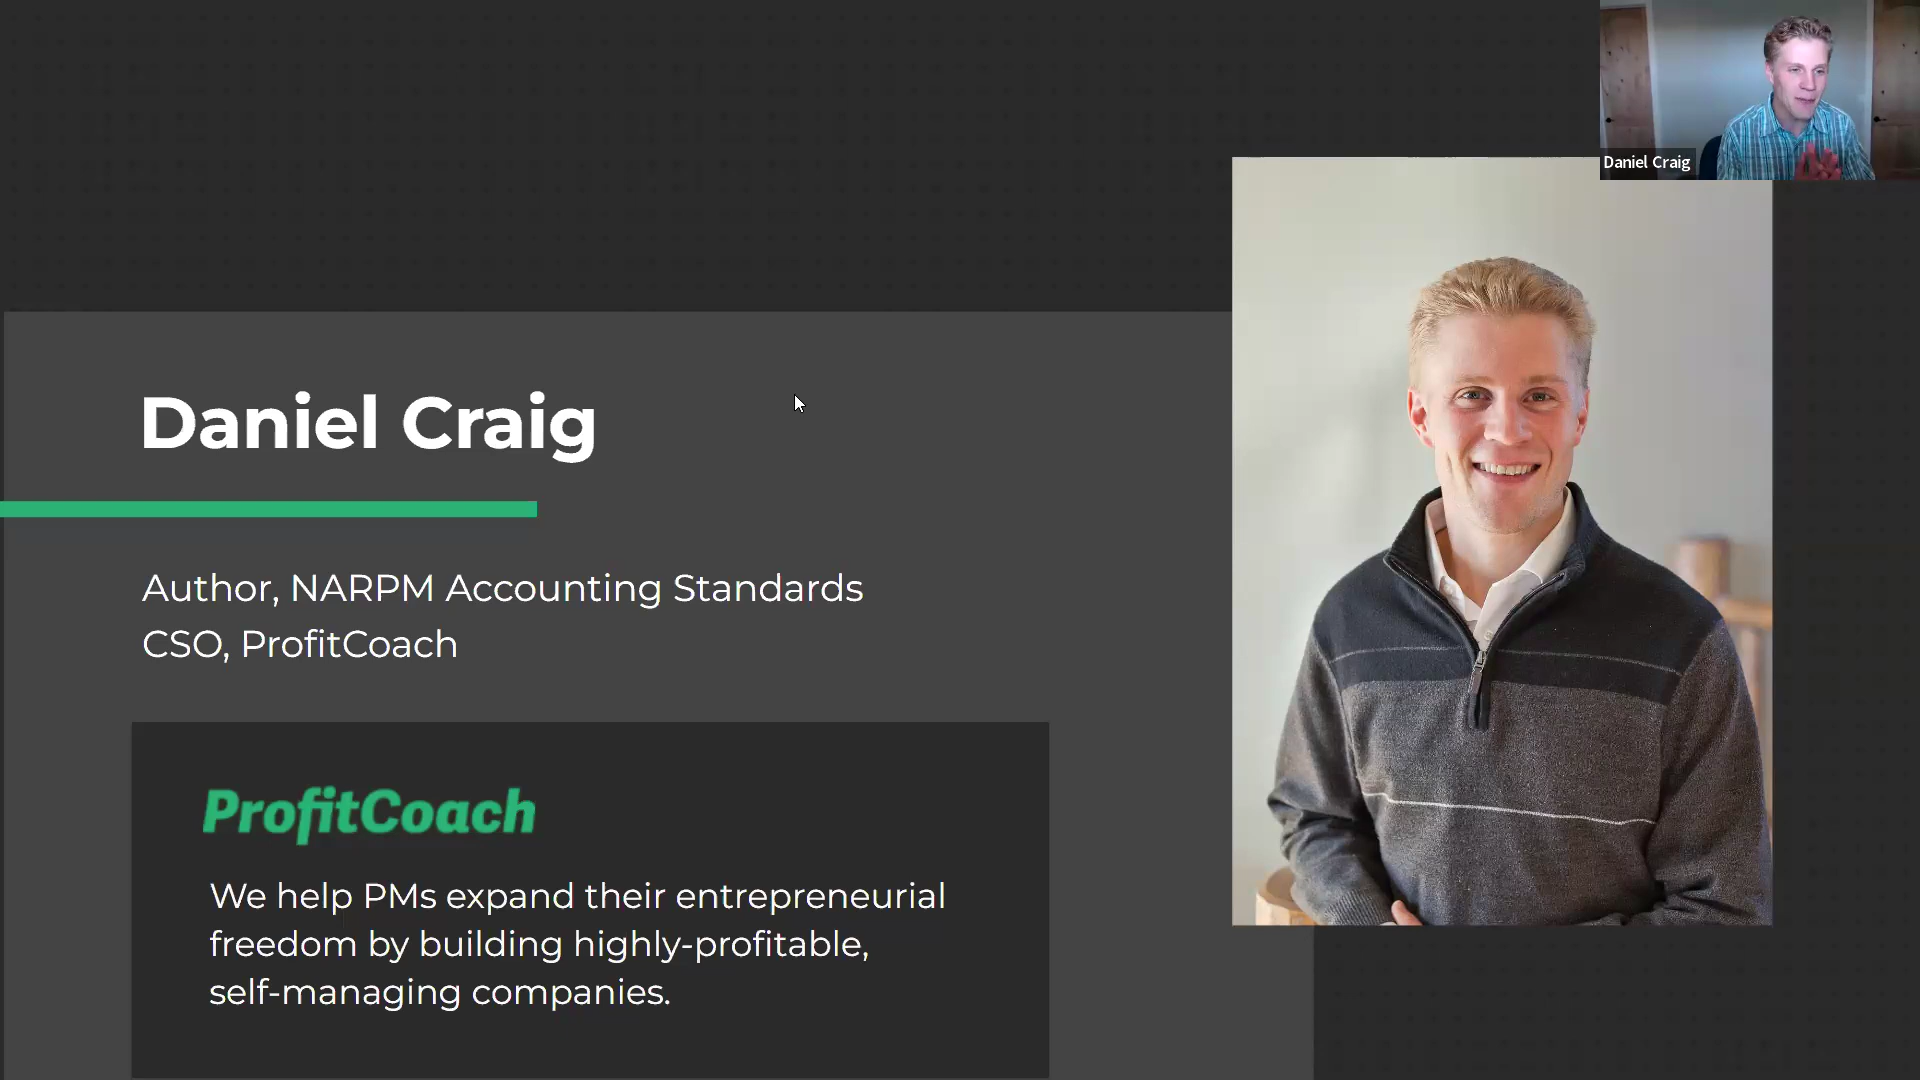 Daniel Craig
Daniel Craig
Author, NARPM Accounting Standards
CSO, ProfitCoach
ProfitCoach
We help PMs expand their entrepreneurial
freedom by building highly-profitable,
self-managing companies.